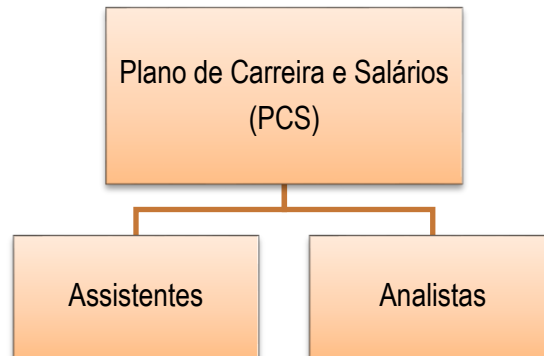 Plano de Carreira e Salários
(PCS)
Assistentes
Analistas